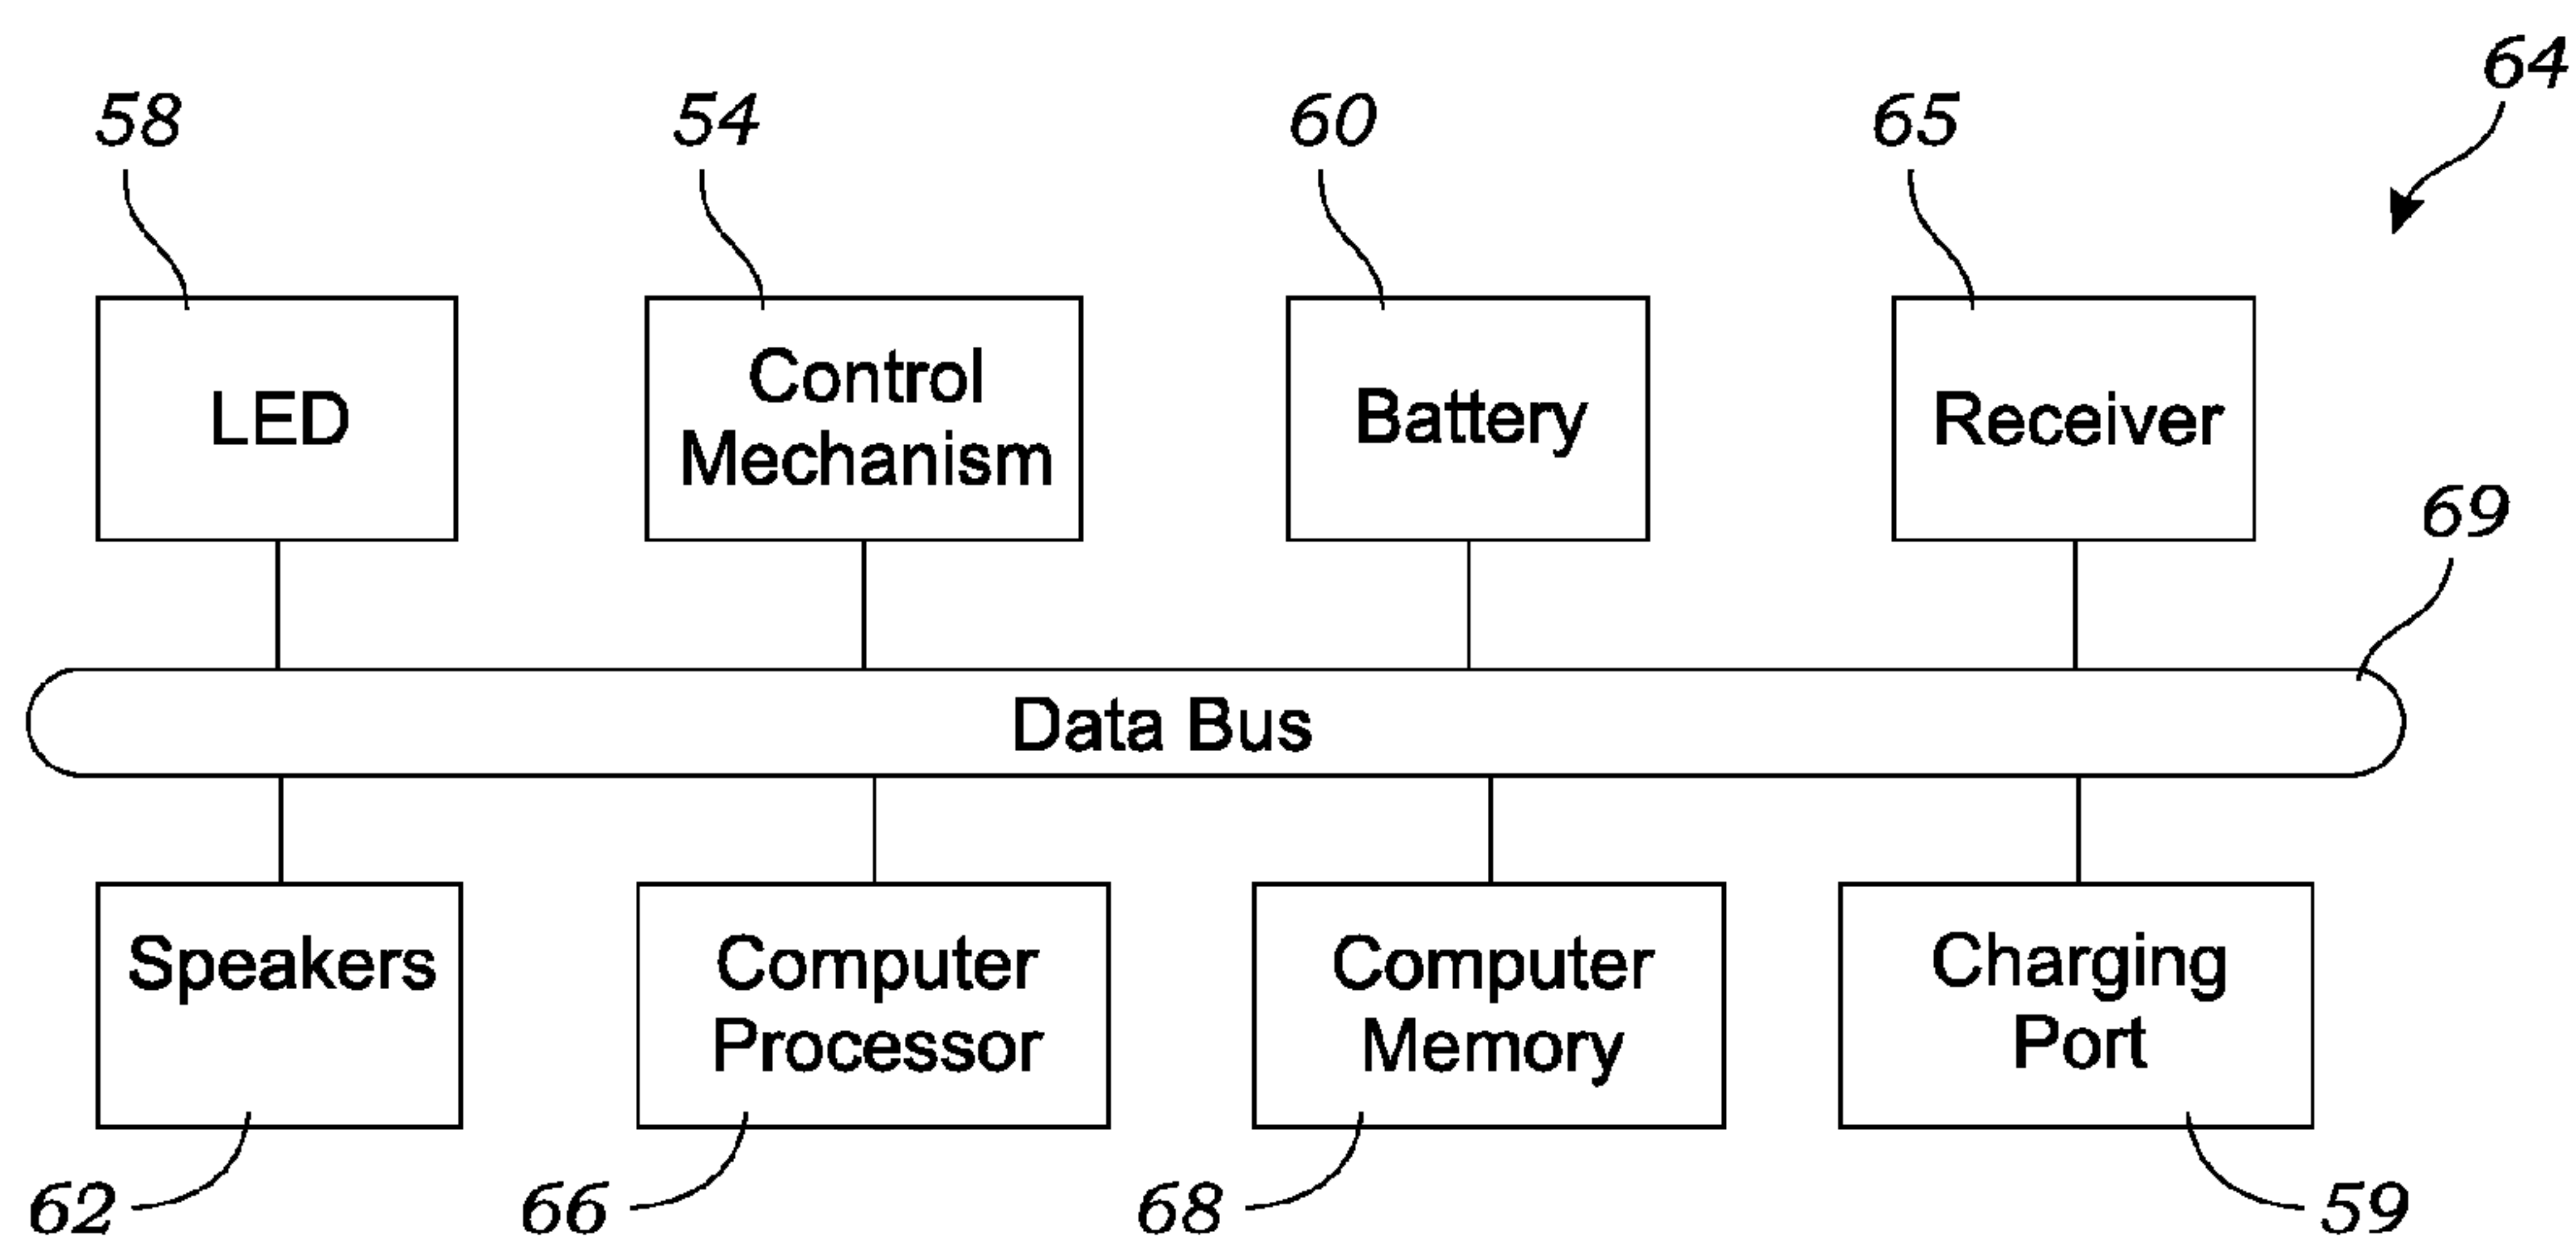 64
58 54 60 65
LED
Control
Mechanism
Battery
Receiver
69
Data Bus
Speakers
Computer
Processor
Computer
Memory
Charging
Port
62 66 68 59